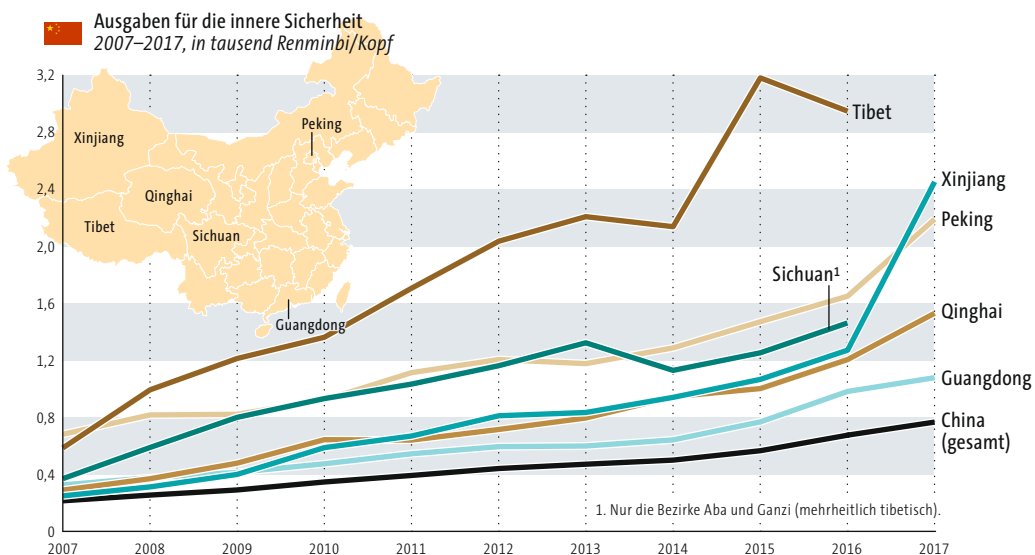 Ausgaben für die innere Sicherheit
2007–2017, in tausend Renminbi/Kopf
3,2
2,8
2,4
2,0
1,6
1,2
0,8
0,4
0
Xinjiang
Peking
Qinghai
Tibet
Sichuan
Guangdong
Tibet
Xinjiang
Peking
Sichuan¹
Qinghai
Guangdong
China
(gesamt)
1. Nur die Bezirke Aba und Ganzi (mehrheitlich tibetisch).
2007 2008 2009 2010 2011 2012 2013 2014 2015 2016 2017